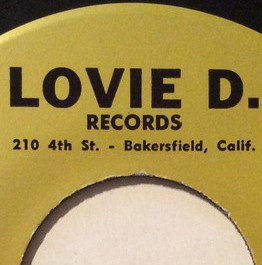 LOVIE D.
RECORDS
210 4th St. - Bakersfield, Calif.